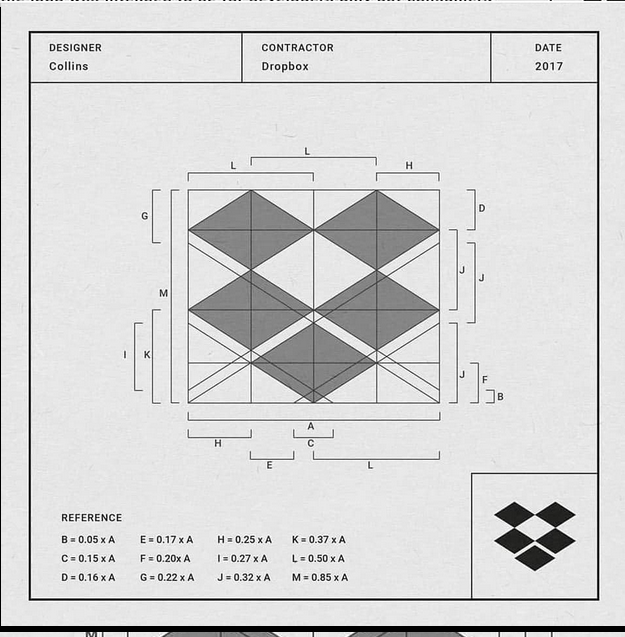 DESIGNER
Collins
CONTRACTOR
Dropbox
DATE
2017
L
L
H
G
D
M
J
J
I
K
J
F
B
A
H
C
E
L
REFERENCE
B = 0.05 x A
E = 0.17 x A
H = 0.25 x A
K = 0.37 x A
C = 0.15 x A
F = 0.20x A
I = 0.27 x A
L = 0.50 x A
D = 0.16 x A
G = 0.22 x A
J = 0.32 x A
M = 0.85 x A
M